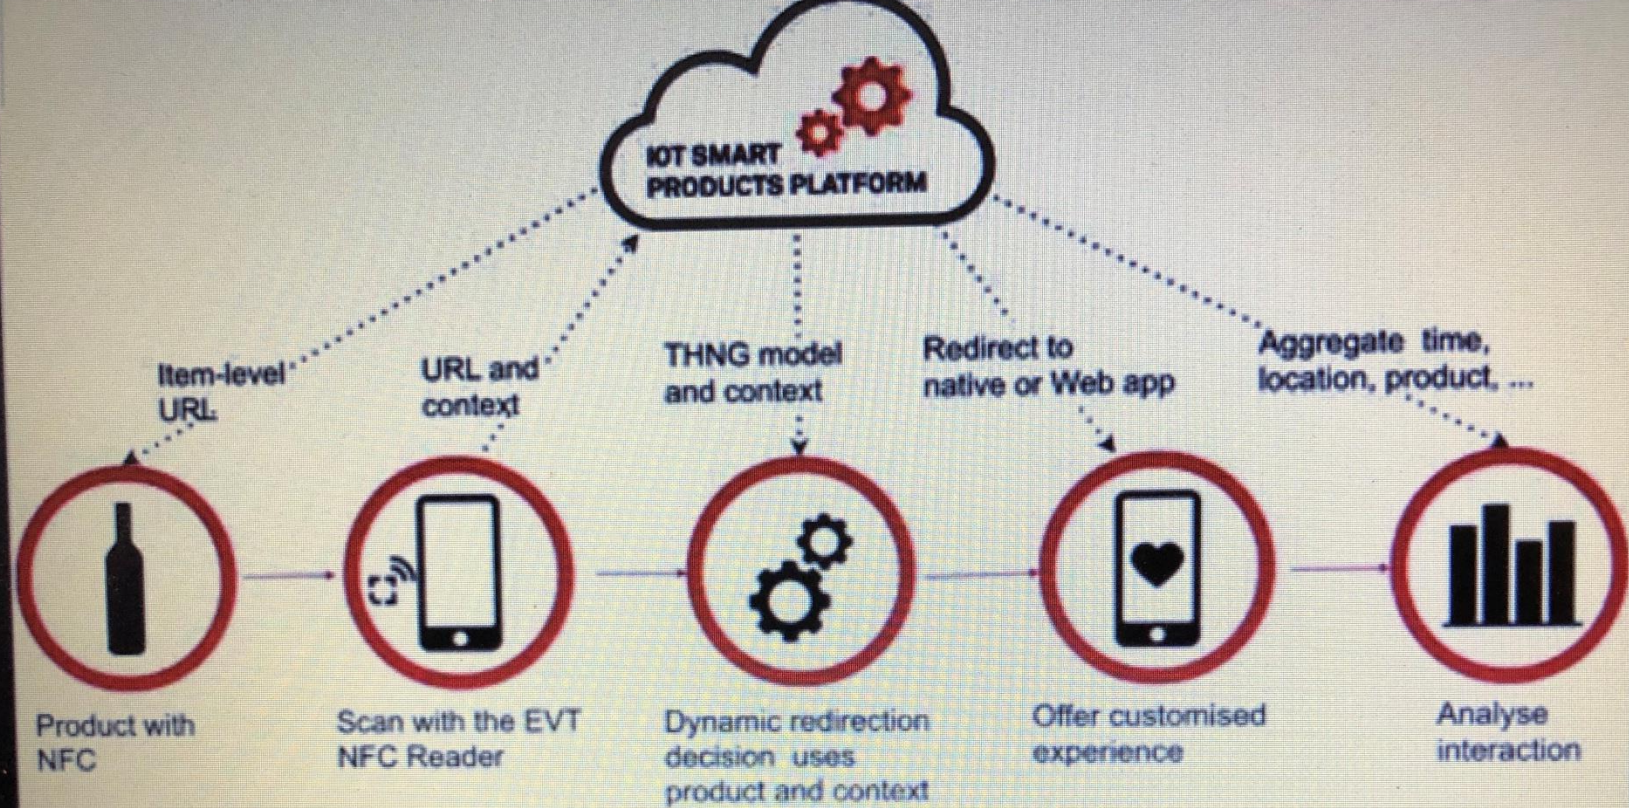 IOT SMART
PRODUCTS PLATFORM
Item-level
URL
URL and
context
THNG model
and context
Redirect to
native or Web app
Aggregate time,
location, product, ...
Product with
NFC
Scan with the EVT
NFC Reader
Dynamic redirection
decision uses
product and context
Offer customised
experience
Analyse
interaction